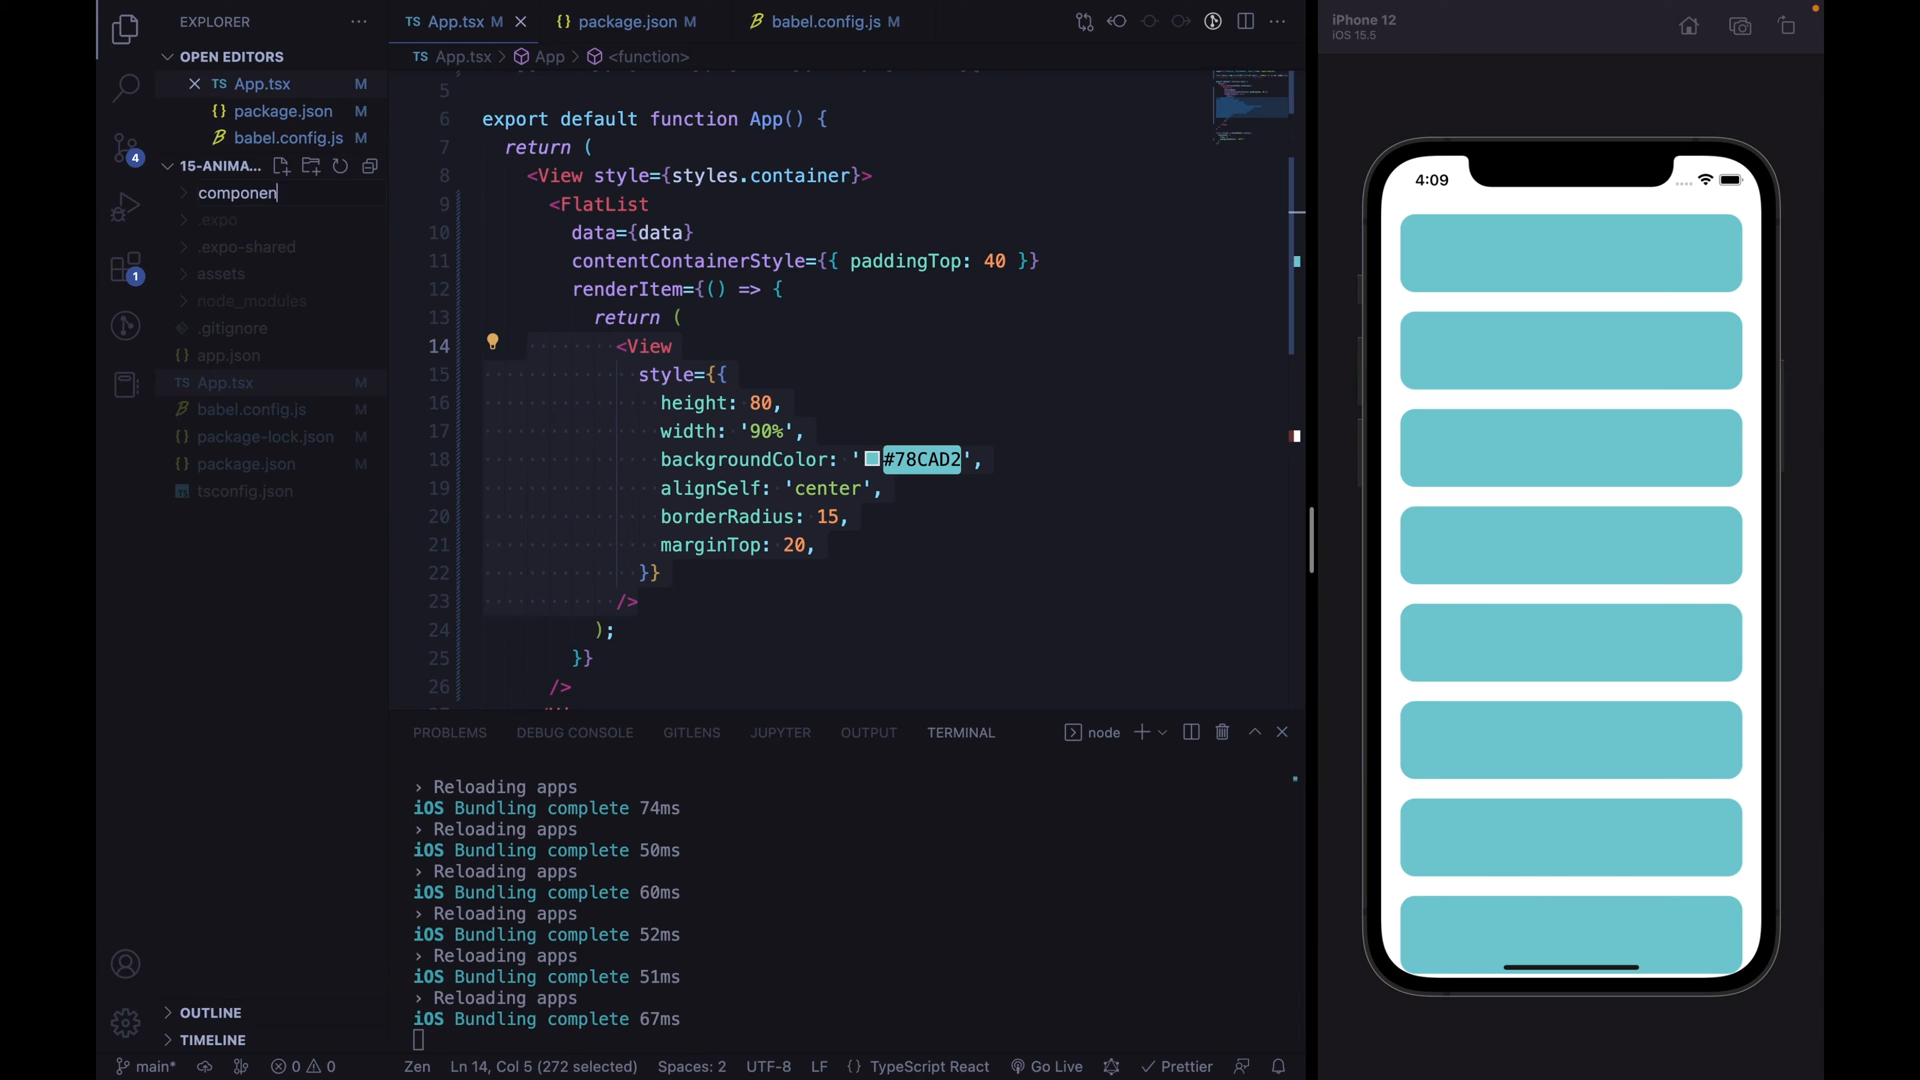 EXPLORER
OPEN EDITORS
TS App.tsx M
{} package.json M
babel.config.js M
15-ANIMA...
componen
.expo
.expo-shared
assets
node_modules
.gitignore
{} app.json
TS App.tsx M
babel.config.js M
{} package-lock.json M
{} package.json M
tsconfig.json
OUTLINE
TIMELINE
4
1
TS App.tsx M
{} package.json M
babel.config.js M
TS App.tsx > App > <function>
5
6 export default function App() {
7 return (
8 <View style={styles.container}>
9 <FlatList
10 data={data}
11 contentContainerStyle={{ paddingTop: 40 }}
12 renderItem={() => {
13 return (
14 <View
15 style={{
16 height: 80,
17 width: '90%',
18 backgroundColor: '#78CAD2',
19 alignSelf: 'center',
20 borderRadius: 15,
21 marginTop: 20,
22 }}
23 />
24 );
25 }}
26 />
PROBLEMS DEBUG CONSOLE GITLENS JUPYTER OUTPUT TERMINAL node
› Reloading apps
iOS Bundling complete 74ms
› Reloading apps
iOS Bundling complete 50ms
› Reloading apps
iOS Bundling complete 60ms
› Reloading apps
iOS Bundling complete 52ms
› Reloading apps
iOS Bundling complete 51ms
› Reloading apps
iOS Bundling complete 67ms
main* 0 0 Zen Ln 14, Col 5 (272 selected) Spaces: 2 UTF-8 LF {} TypeScript React Go Live Prettier
iPhone 12
iOS 15.5
4:09